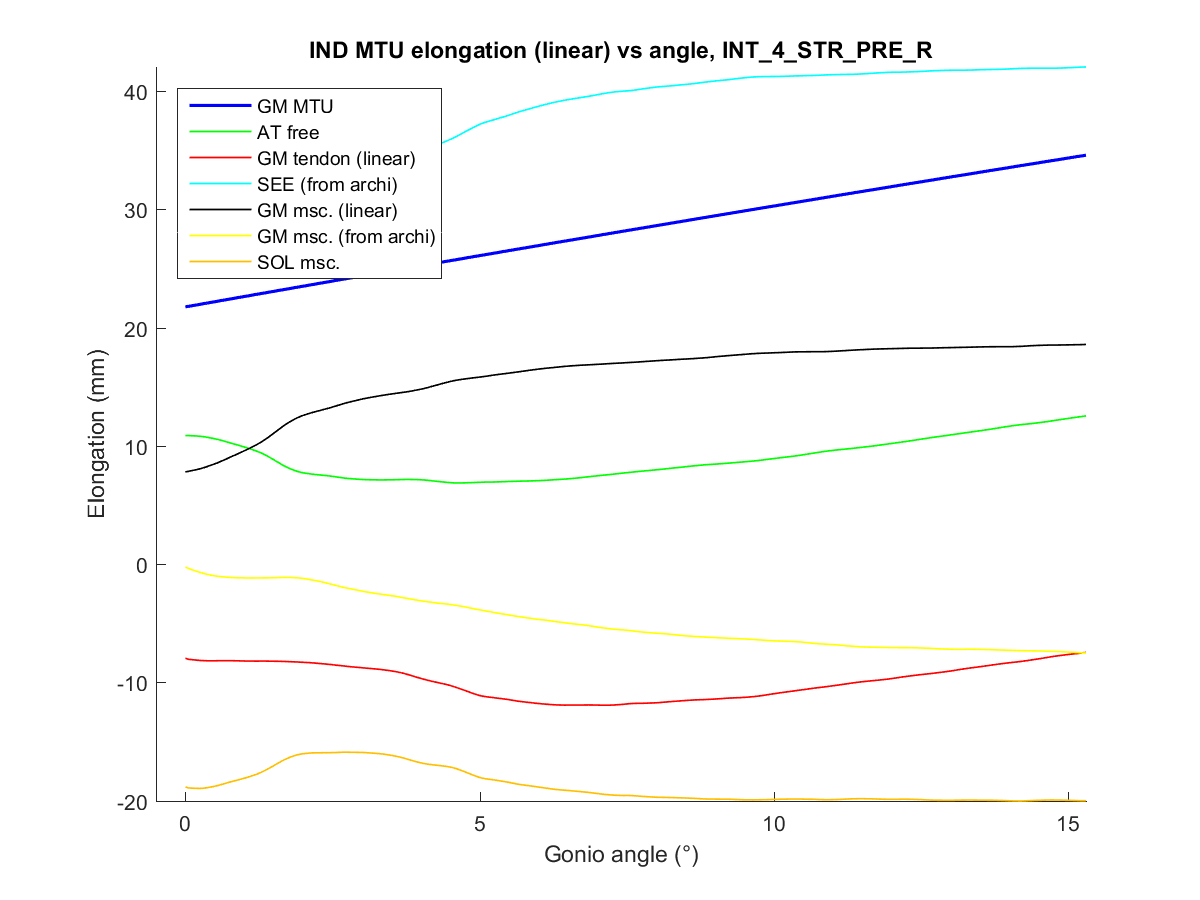 IND MTU elongation (linear) vs angle, INT_4_STR_PRE_R
GM MTU
AT free
GM tendon (linear)
SEE (from archi)
GM msc. (linear)
GM msc. (from archi)
SOL msc.
Elongation (mm)
40
30
20
10
0
-10
-20
0 5 10 15
Gonio angle (°)